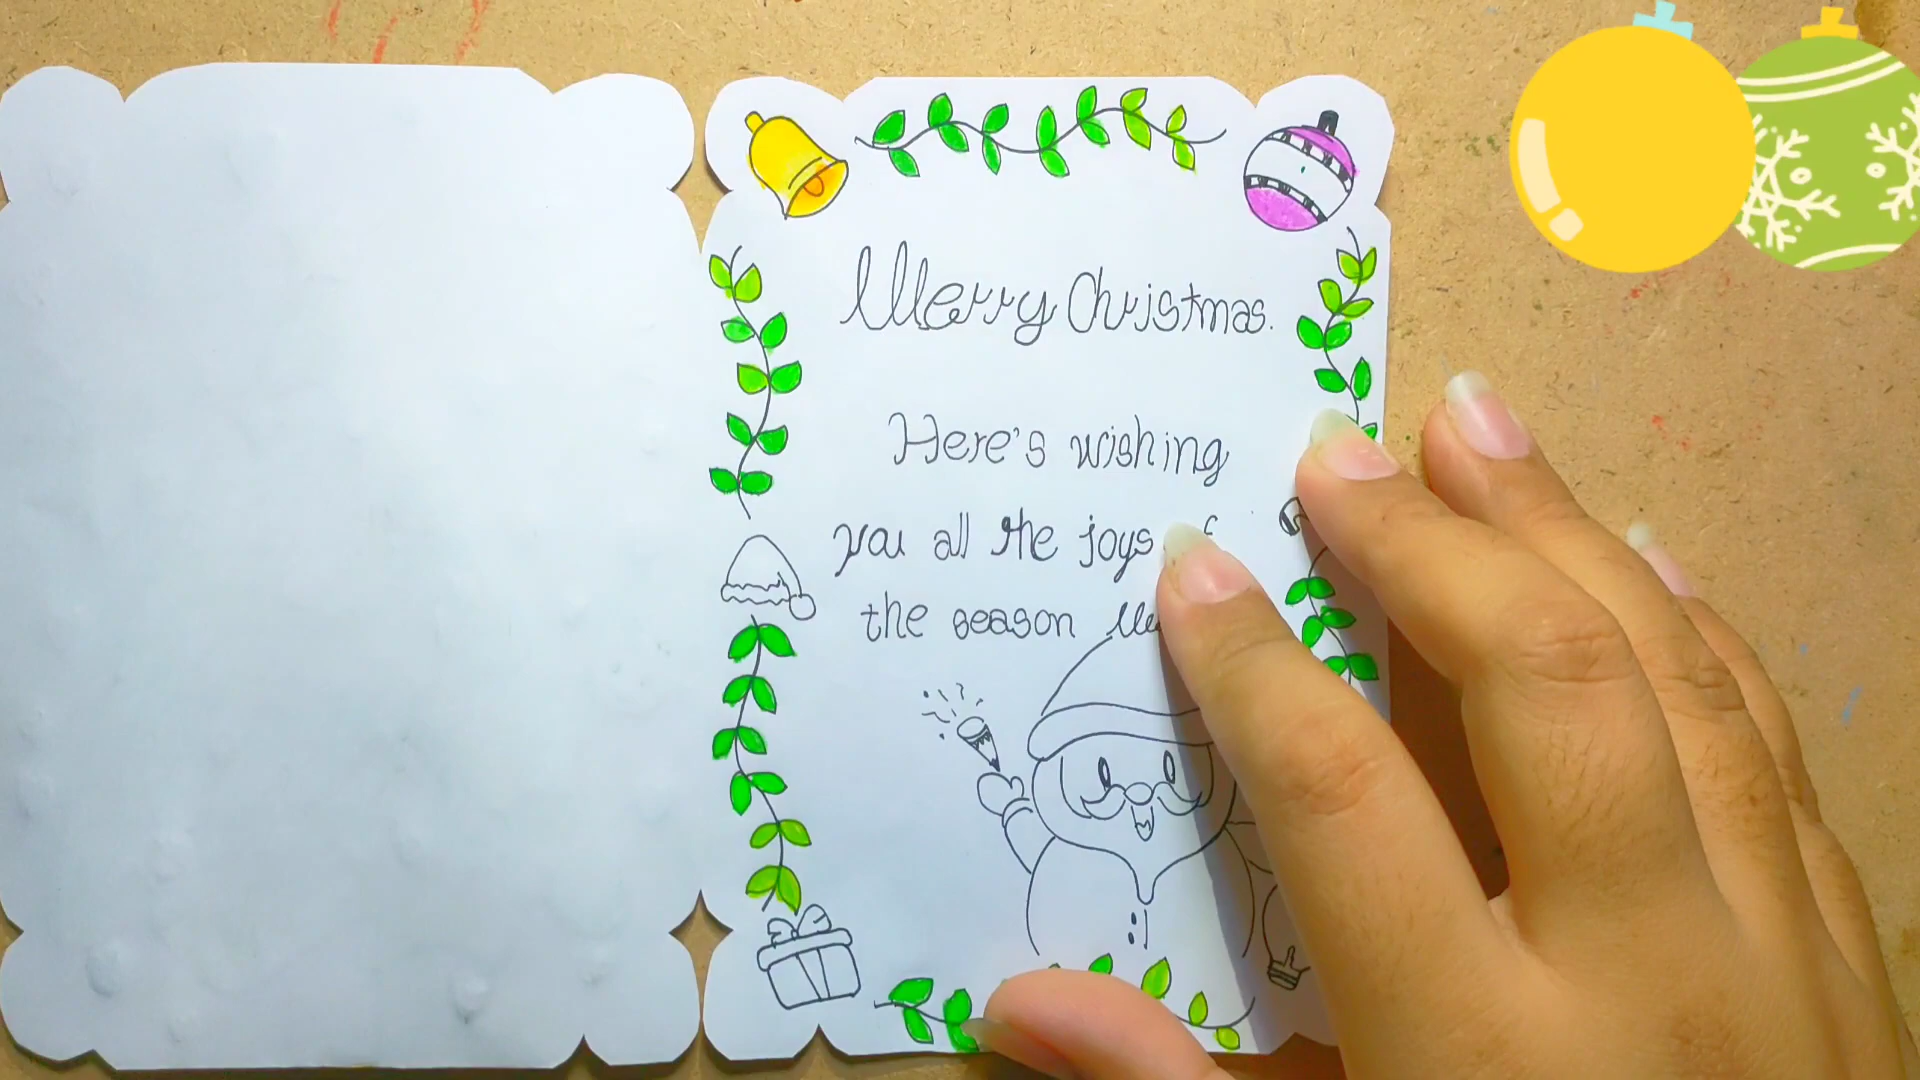 Merry Christmas.
Here's wishing
you all the joys
the season